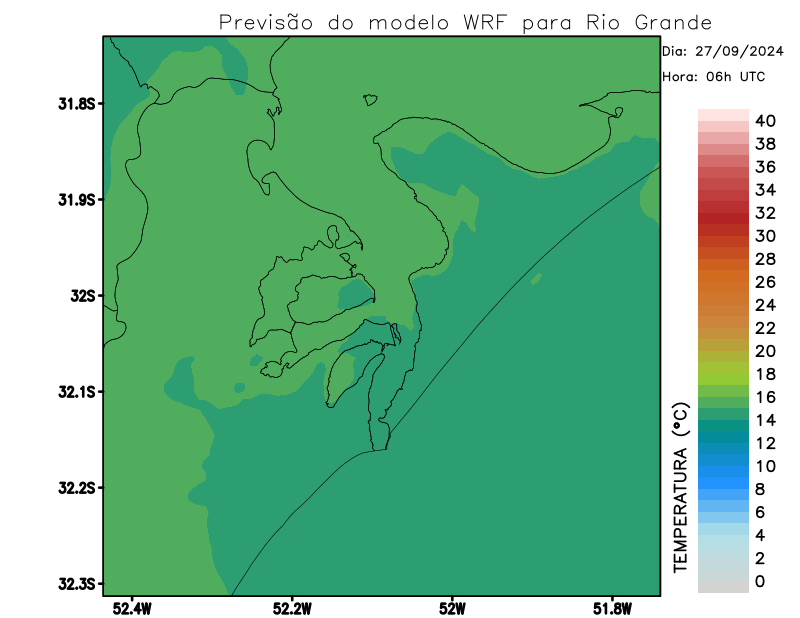 Previsão do modelo WRF para Rio Grande
Dia: 27/09/2024
Hora: 06h UTC
31.8S
31.9S
32S
32.1S
32.2S
32.3S
52.4W
52.2W
52W
51.8W
TEMPERATURA (°C)
40
38
36
34
32
30
28
26
24
22
20
18
16
14
12
10
8
6
4
2
0